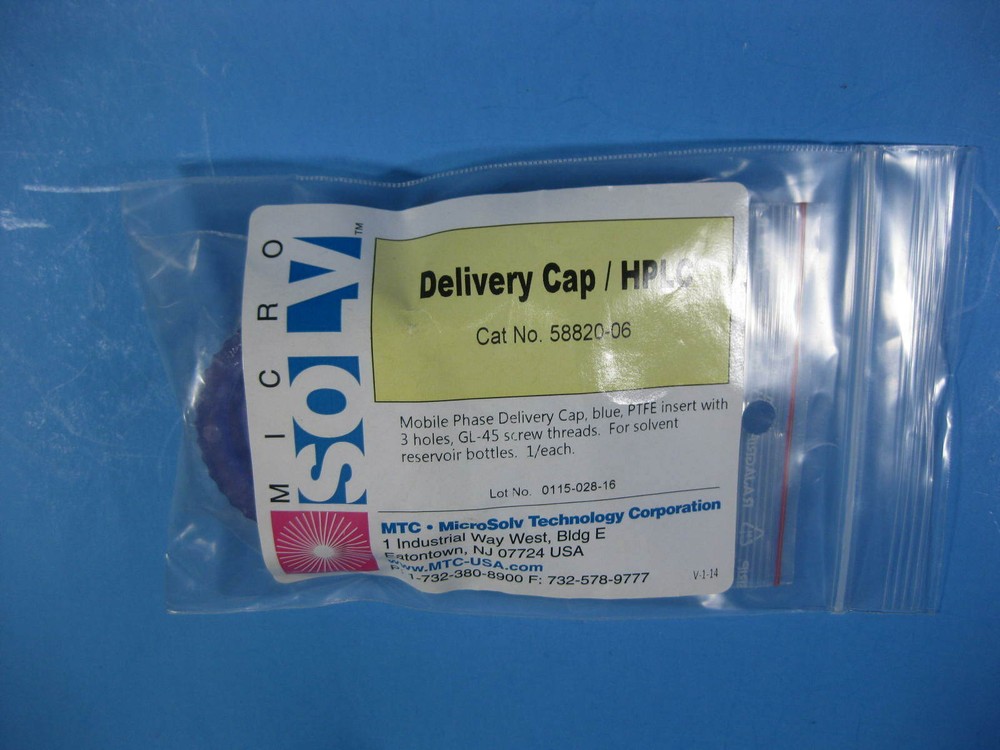 MICRO
SOLV™
Delivery Cap / HPLC
Cat No. 58820-06
Mobile Phase Delivery Cap, blue, PTFE insert with
3 holes, GL-45 screw threads. For solvent
reservoir bottles. 1/each.
Lot No. 0115-028-16
MTC • MicroSolv Technology Corporation
1 Industrial Way West, Bldg E
Eatontown, NJ 07724 USA
www.MTC-USA.com
P: 1-732-380-8900 F: 732-578-9777
V-1-14